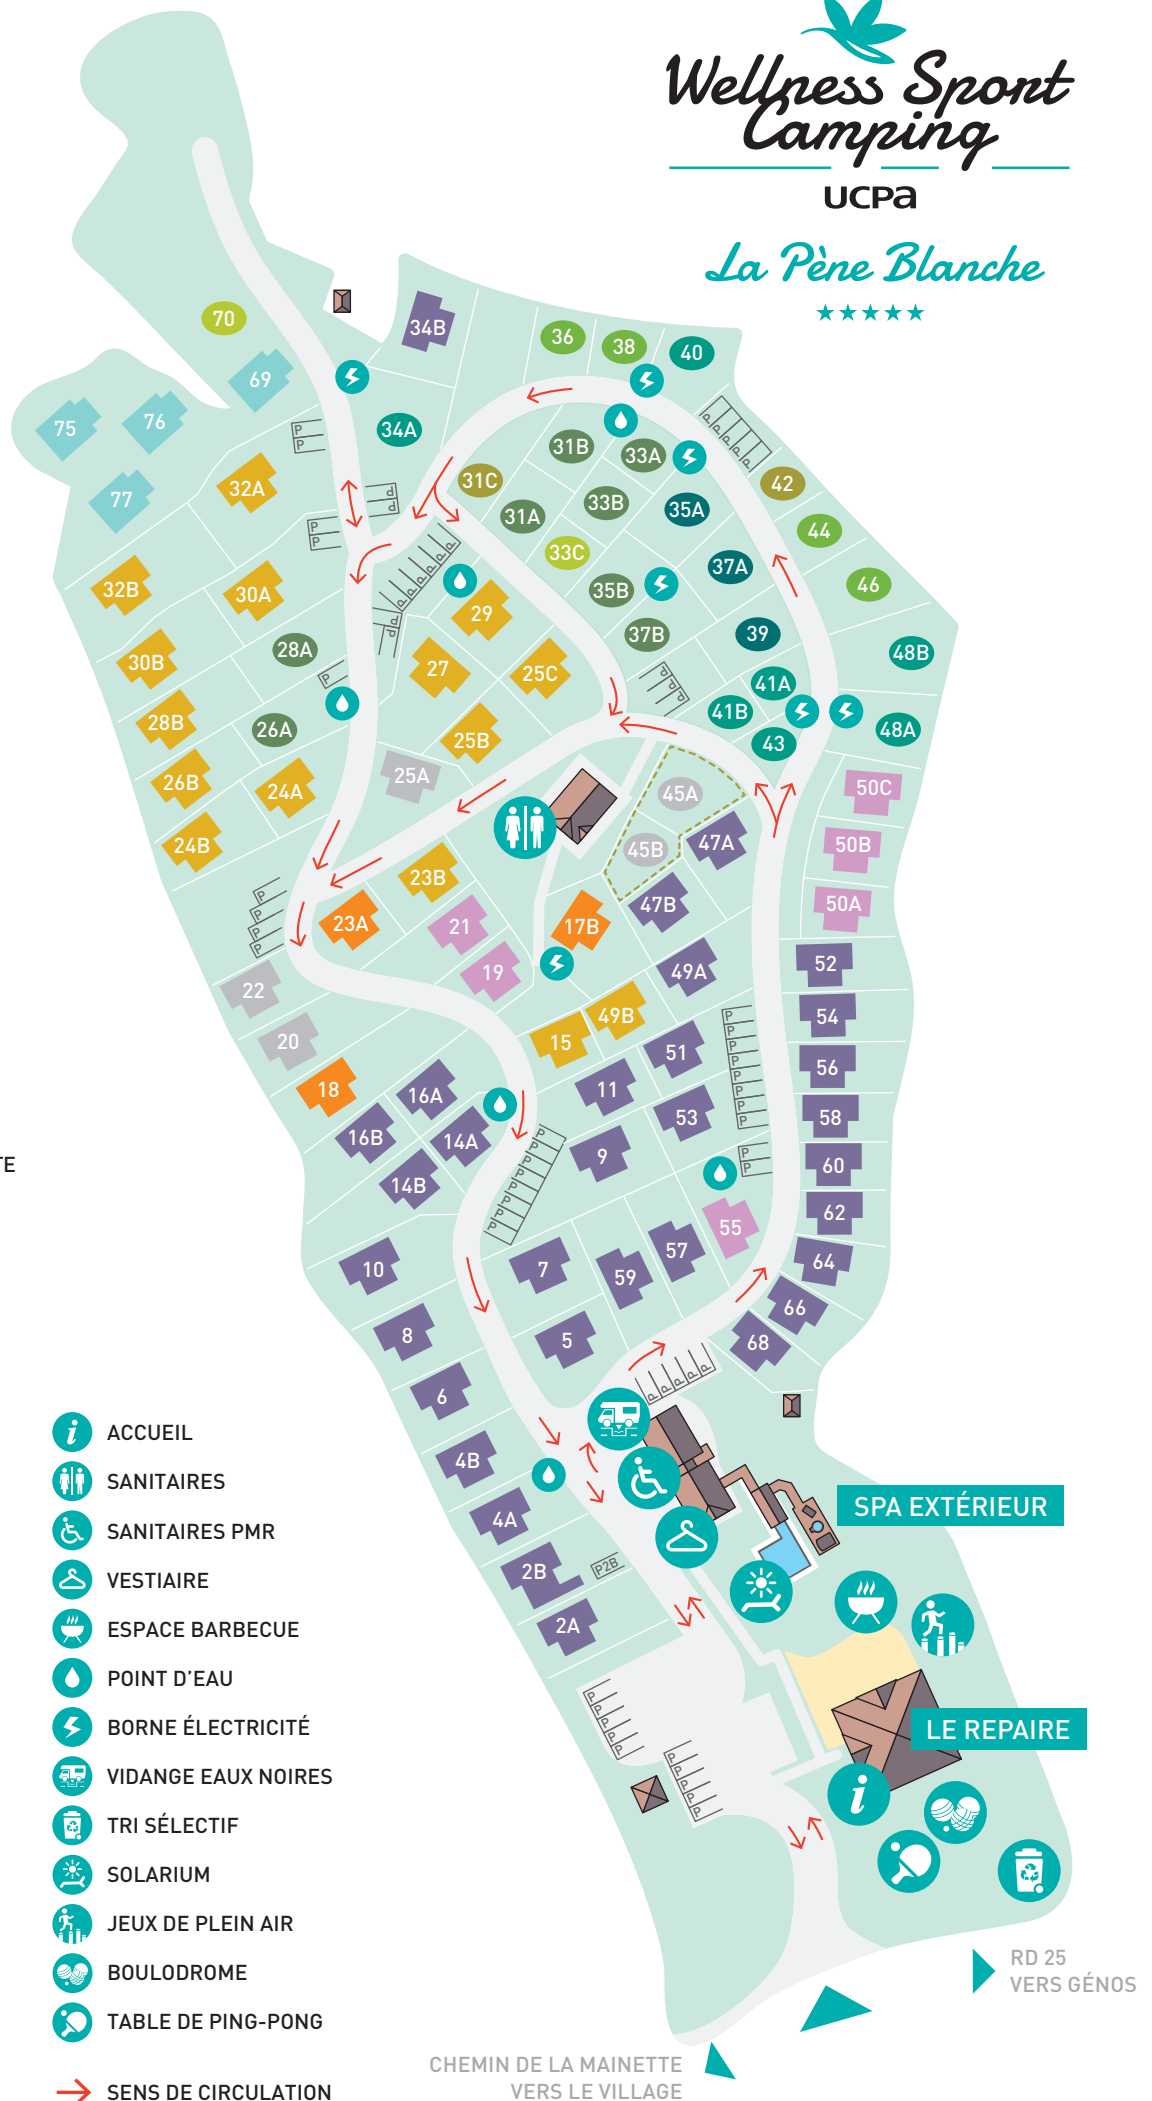 Wellness Sport
Camping
UCPA
La Pène Blanche
★★★★★
34B
36
38
40
70
69
75
76
77
34A
31B
33A
31C
42
32A
31A
33B
35A
44
33C
37A
46
32B
30A
29
35B
37B
39
28A
48B
30B
27
25C
41A
28B
26A
25B
41B
43
48A
25A
26B
24A
45A
50C
24B
45B
47A
50B
23B
47B
50A
23A
21
17B
19
49A
52
22
49B
54
20
15
51
56
18
16A
11
53
58
16B
14A
9
60
TE
14B
62
55
10
7
59
57
64
8
5
66
68
6
4B
4A
2B
P2B
2A
P
SPA EXTÉRIEUR
LE REPAIRE
ACCUEIL
SANITAIRES
SANITAIRES PMR
VESTIAIRE
ESPACE BARBECUE
POINT D'EAU
BORNE ÉLECTRICITÉ
VIDANGE EAUX NOIRES
TRI SÉLECTIF
SOLARIUM
JEUX DE PLEIN AIR
BOULODROME
TABLE DE PING-PONG
SENS DE CIRCULATION
RD 25
VERS GÉNOS
CHEMIN DE LA MAINETTE
VERS LE VILLAGE